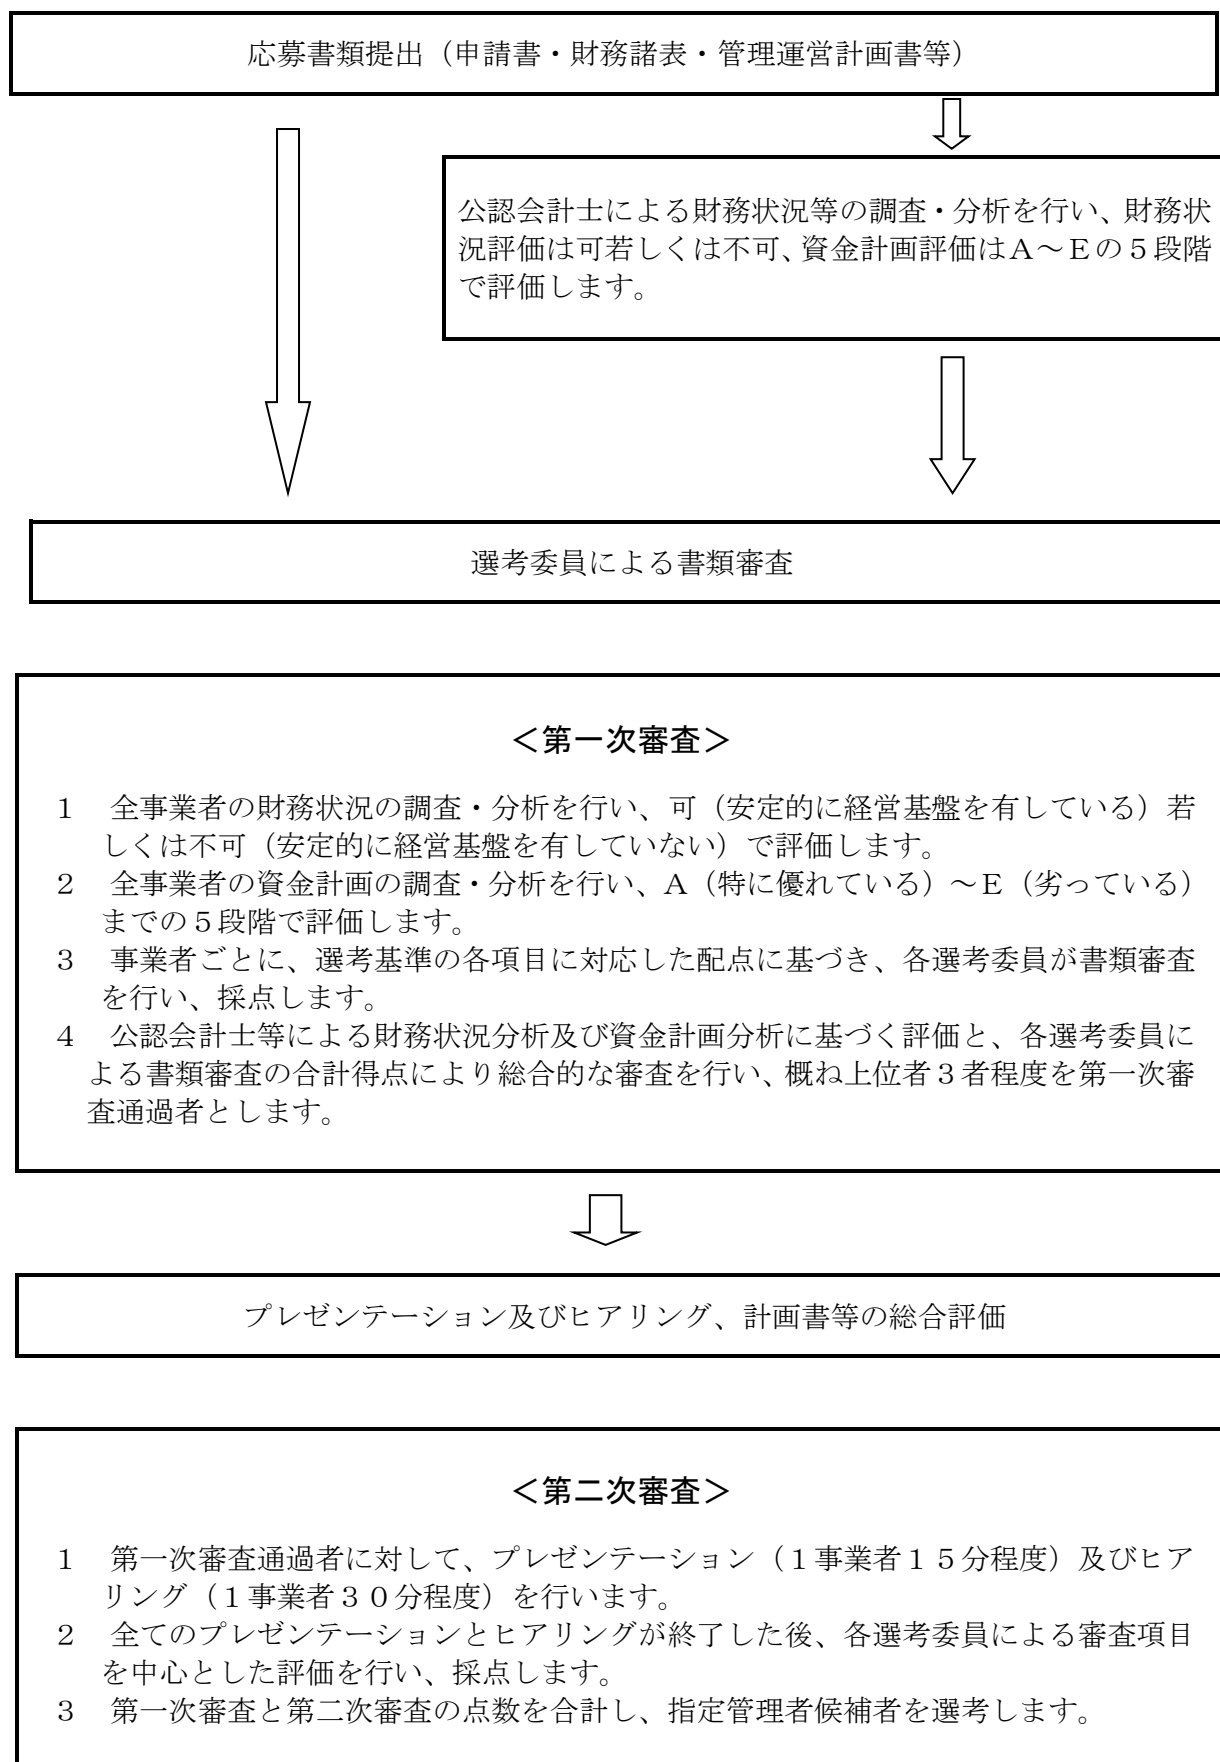 応募書類提出（申請書・財務諸表・管理運営計画書等）
公認会計士による財務状況等の調査・分析を行い、財務状
況評価は可若しくは不可、資金計画評価はＡ～Ｅの５段階
で評価します。
選考委員による書類審査
＜第一次審査＞
１　全事業者の財務状況の調査・分析を行い、可（安定的に経営基盤を有している）若
しくは不可（安定的に経営基盤を有していない）で評価します。
２　全事業者の資金計画の調査・分析を行い、Ａ（特に優れている）～Ｅ（劣っている）
までの５段階で評価します。
３　事業者ごとに、選考基準の各項目に対応した配点に基づき、各選考委員が書類審査
を行い、採点します。
４　公認会計士等による財務状況分析及び資金計画分析に基づく評価と、各選考委員に
よる書類審査の合計得点により総合的な審査を行い、概ね上位者３者程度を第一次審
査通過者とします。
プレゼンテーション及びヒアリング、計画書等の総合評価
＜第二次審査＞
１　第一次審査通過者に対して、プレゼンテーション（１事業者１５分程度）及びヒア
リング（１事業者３０分程度）を行います。
２　全てのプレゼンテーションとヒアリングが終了した後、各選考委員による審査項目
を中心とした評価を行い、採点します。
３　第一次審査と第二次審査の点数を合計し、指定管理者候補者を選考します。